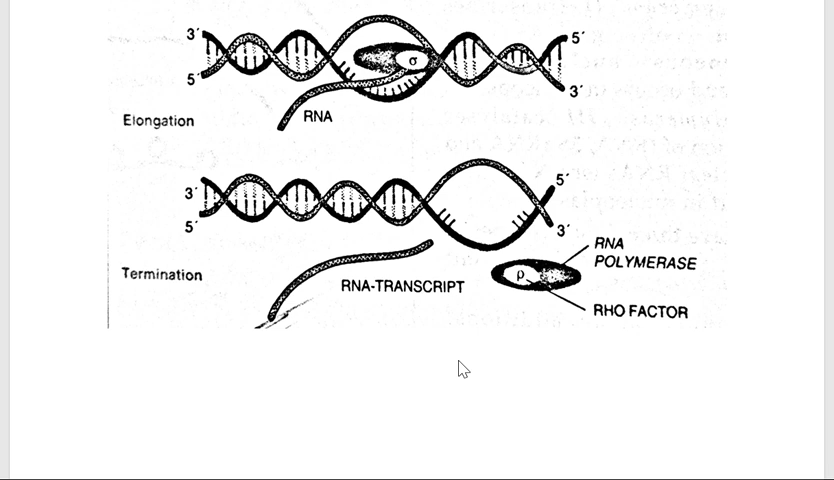 3´
5´
5´
σ
3´
RNA
Elongation
3´
5´
5´
3´
Termination
RNA-TRANSCRIPT
RNA
POLYMERASE
ρ
RHO FACTOR